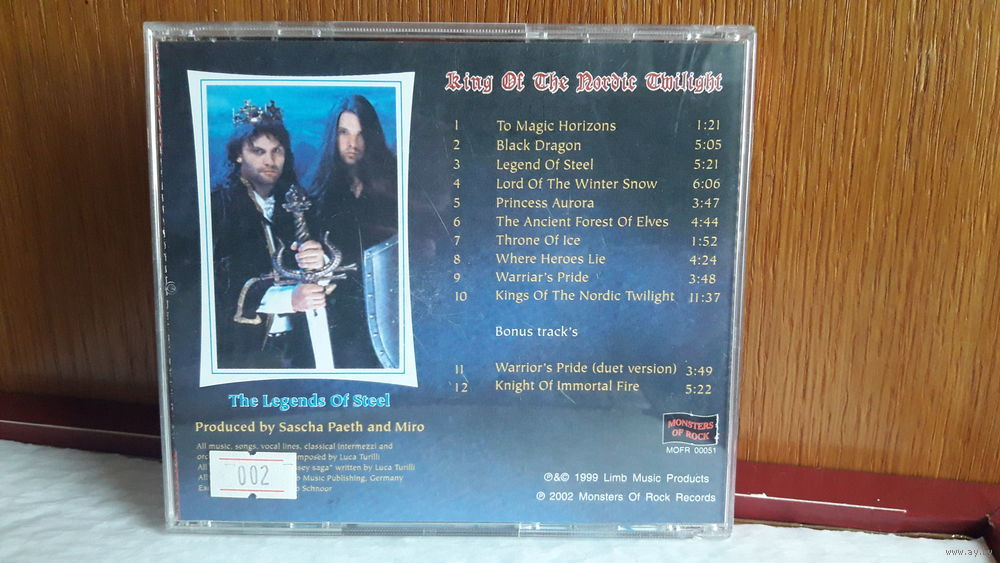 King Of The Nordic Twilight
1 To Magic Horizons 1:21
2 Black Dragon 5:05
3 Legend Of Steel 5:21
4 Lord Of The Winter Snow 6:06
5 Princess Aurora 3:47
6 The Ancient Forest Of Elves 4:44
7 Throne Of Ice 1:52
8 Where Heroes Lie 4:24
9 Warriar's Pride 3:48
10 Kings Of The Nordic Twilight 11:37
Bonus track's
11 Warrior's Pride (duet version) 3:49
12 Knight Of Immortal Fire 5:22
The Legends Of Steel
Produced by Sascha Paeth and Miro
All music, songs, vocal lines, classical intermezzi and
composed by Luca Turilli
All saga" written by Luca Turilli
All Music Publishing, Germany
Schnoor
002
MONSTERS
OF ROCK
MOFR 00051
℗&© 1999 Limb Music Products
℗ 2002 Monsters Of Rock Records
www.ay.by